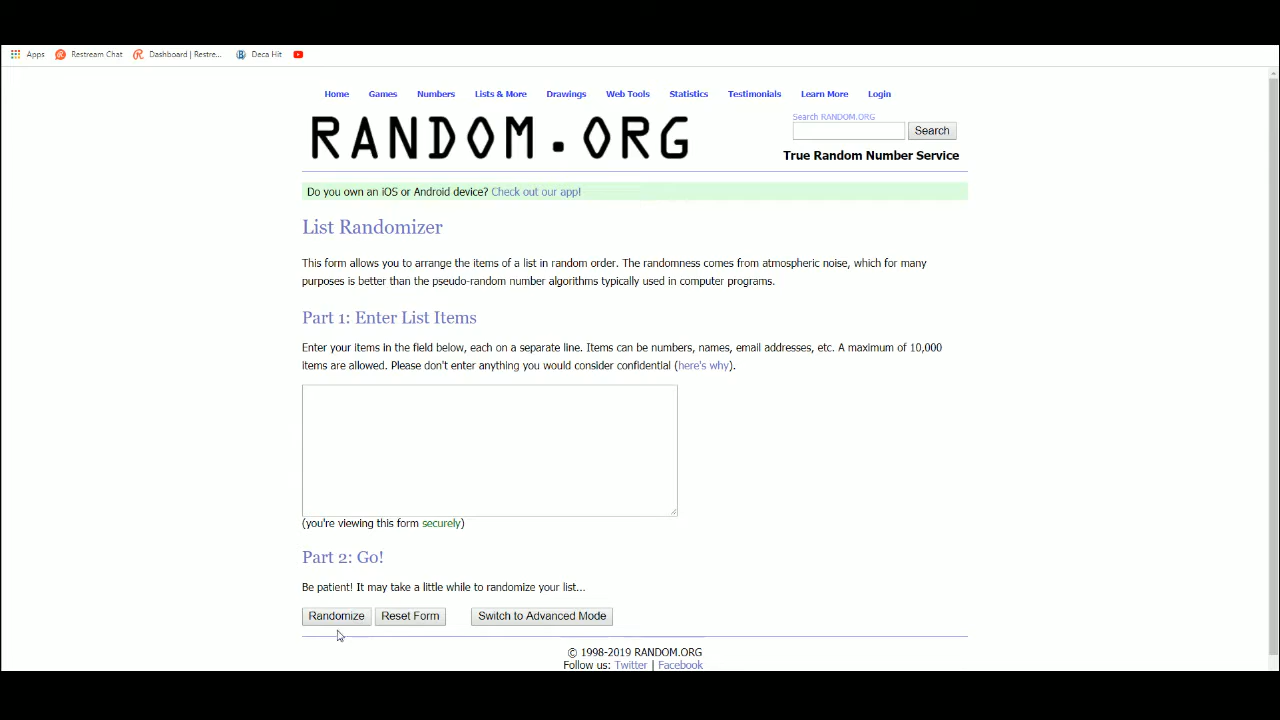 Apps Restream Chat Dashboard | Restre... Deca Hit
Home Games Numbers Lists & More Drawings Web Tools Statistics Testimonials Learn More Login
Search RANDOM.ORG
RANDOM.ORG
Search
True Random Number Service
Do you own an iOS or Android device? Check out our app!
List Randomizer
This form allows you to arrange the items of a list in random order. The randomness comes from atmospheric noise, which for many
purposes is better than the pseudo-random number algorithms typically used in computer programs.
Part 1: Enter List Items
Enter your items in the field below, each on a separate line. Items can be numbers, names, email addresses, etc. A maximum of 10,000
items are allowed. Please don't enter anything you would consider confidential (here's why).
(you're viewing this form securely)
Part 2: Go!
Be patient! It may take a little while to randomize your list...
Randomize Reset Form Switch to Advanced Mode
© 1998-2019 RANDOM.ORG
Follow us: Twitter | Facebook